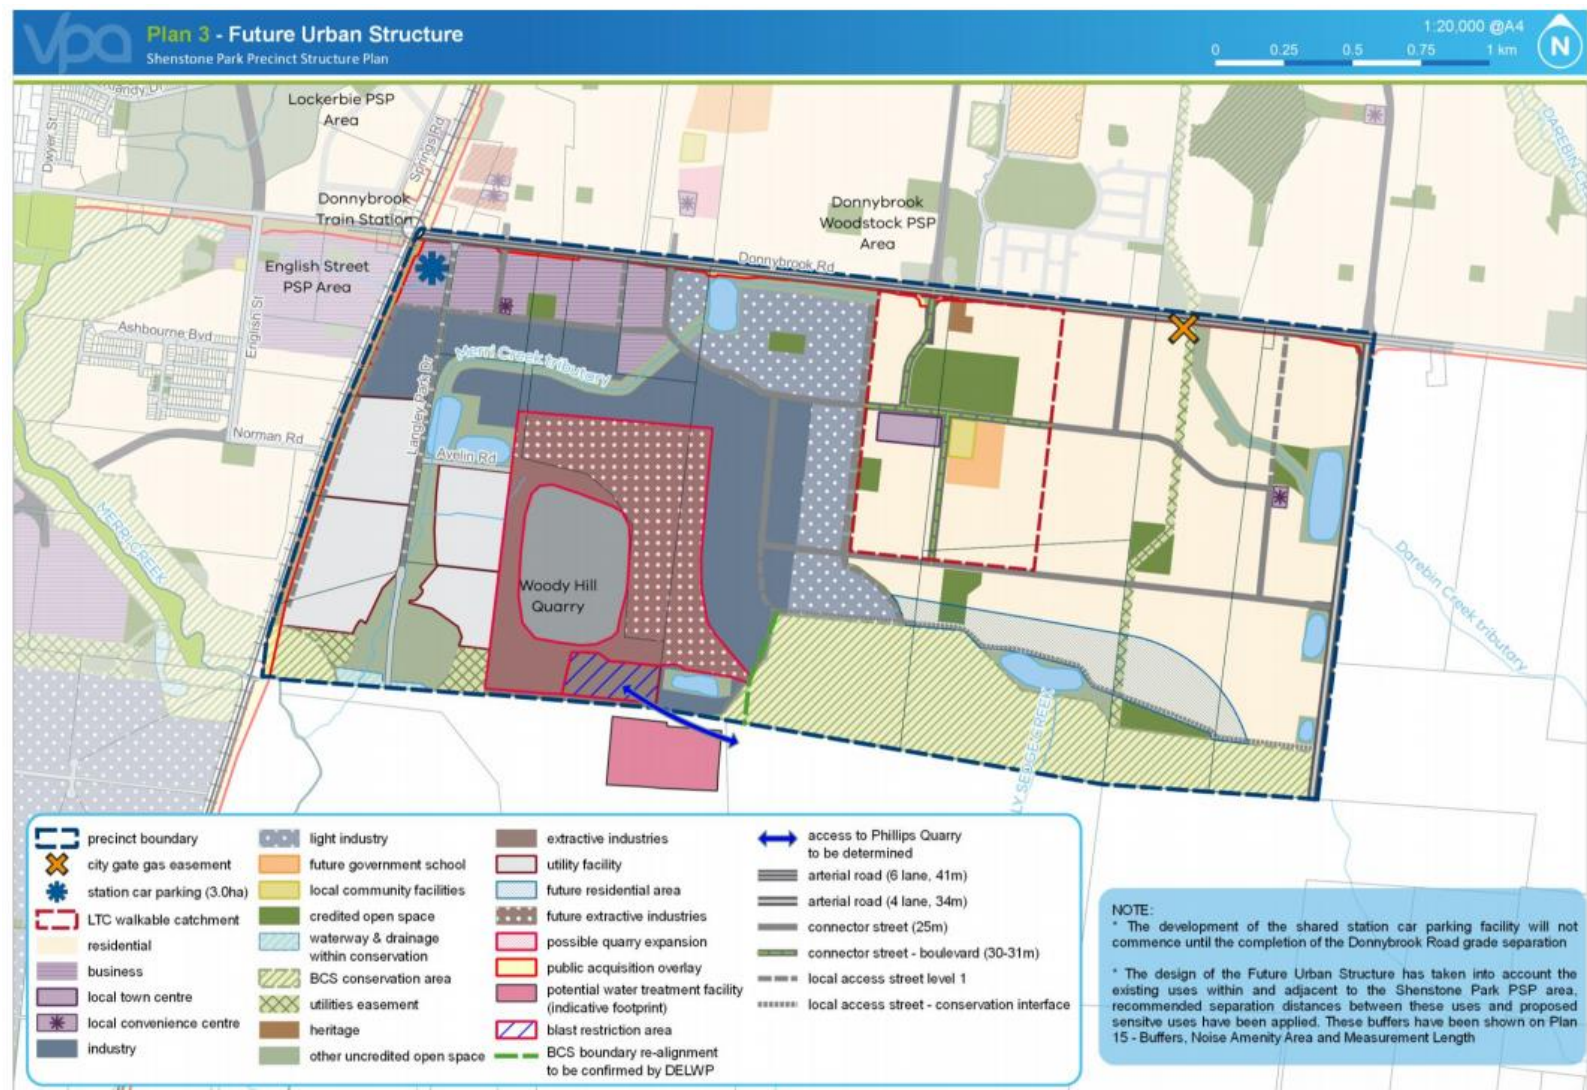 vpa
Plan 3 - Future Urban Structure
Shenstone Park Precinct Structure Plan
1:20,000 @A4
0 0.25 0.5 0.75 1 km
N
Lockerbie PSP
Area
Dwyer St
Springs Rd
DAREBIN
Donnybrook
Train Station
Donnybrook
Woodstock PSP
Area
Donnybrook Rd
English Street
PSP Area
English St
Ashbourne Bvd
Merri Creek tributary
Langley Park Dr
Norman Rd
Avelin Rd
MERRI CREEK
Woody Hill
Quarry
Darebin Creek tributary
LY SEDGE CREEK
precinct boundary
city gate gas easement
station car parking (3.0ha)
LTC walkable catchment
residential
business
local town centre
local convenience centre
industry
light industry
future government school
local community facilities
credited open space
waterway & drainage
within conservation
BCS conservation area
utilities easement
heritage
other uncredited open space
extractive industries
utility facility
future residential area
future extractive industries
possible quarry expansion
public acquisition overlay
potential water treatment facility
(indicative footprint)
blast restriction area
BCS boundary re-alignment
to be confirmed by DELWP
access to Phillips Quarry
to be determined
arterial road (6 lane, 41m)
arterial road (4 lane, 34m)
connector street (25m)
connector street - boulevard (30-31m)
local access street level 1
local access street - conservation interface
NOTE:
* The development of the shared station car parking facility will not
commence until the completion of the Donnybrook Road grade separation
* The design of the Future Urban Structure has taken into account the
existing uses within and adjacent to the Shenstone Park PSP area,
recommended separation distances between these uses and proposed
sensitve uses have been applied. These buffers have been shown on Plan
15 - Buffers, Noise Amenity Area and Measurement Length